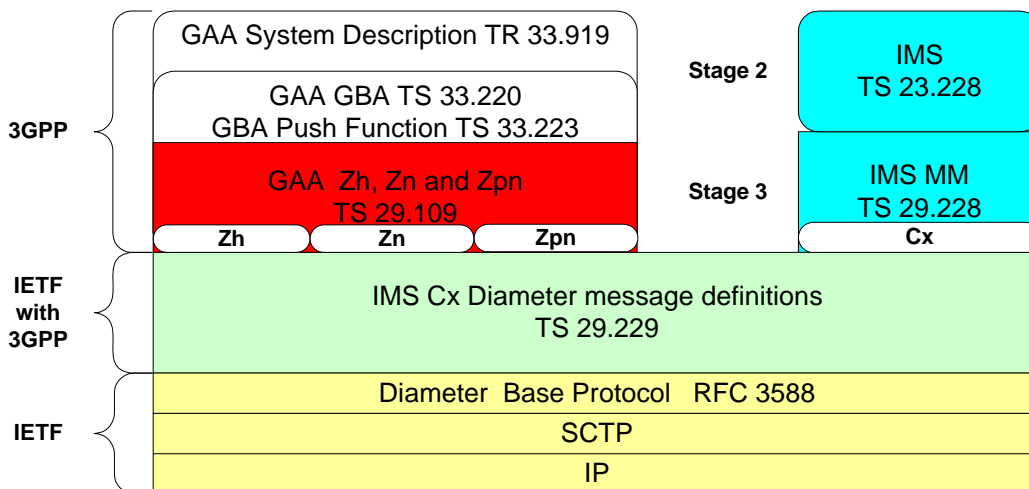 GAA System Description TR 33.919
Stage 2
IMS
TS 23.228
GAA GBA TS 33.220
GBA Push Function TS 33.223
3GPP
GAA Zh, Zn and Zpn
TS 29.109
Stage 3
IMS MM
TS 29.228
Zh
Zn
Zpn
Cx
IETF
with
3GPP
IMS Cx Diameter message definitions
TS 29.229
Diameter Base Protocol RFC 3588
IETF
SCTP
IP